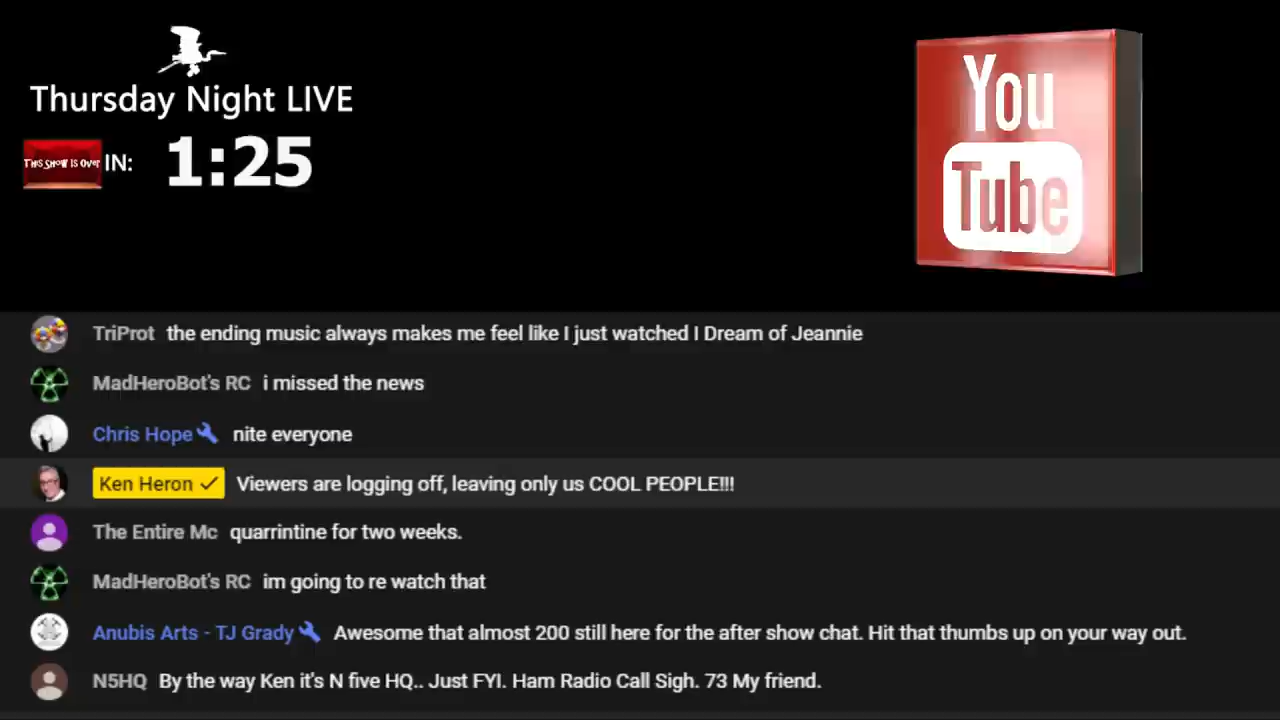 Thursday Night LIVE
THIS SHOW IS OVER IN: 1:25
You
Tube
TriProt the ending music always makes me feel like I just watched I Dream of Jeannie
MadHeroBot's RC i missed the news
Chris Hope nite everyone
Ken Heron Viewers are logging off, leaving only us COOL PEOPLE!!!
The Entire Mc quarrintine for two weeks.
MadHeroBot's RC im going to re watch that
Anubis Arts - TJ Grady Awesome that almost 200 still here for the after show chat. Hit that thumbs up on your way out.
N5HQ By the way Ken it's N five HQ.. Just FYI. Ham Radio Call Sigh. 73 My friend.